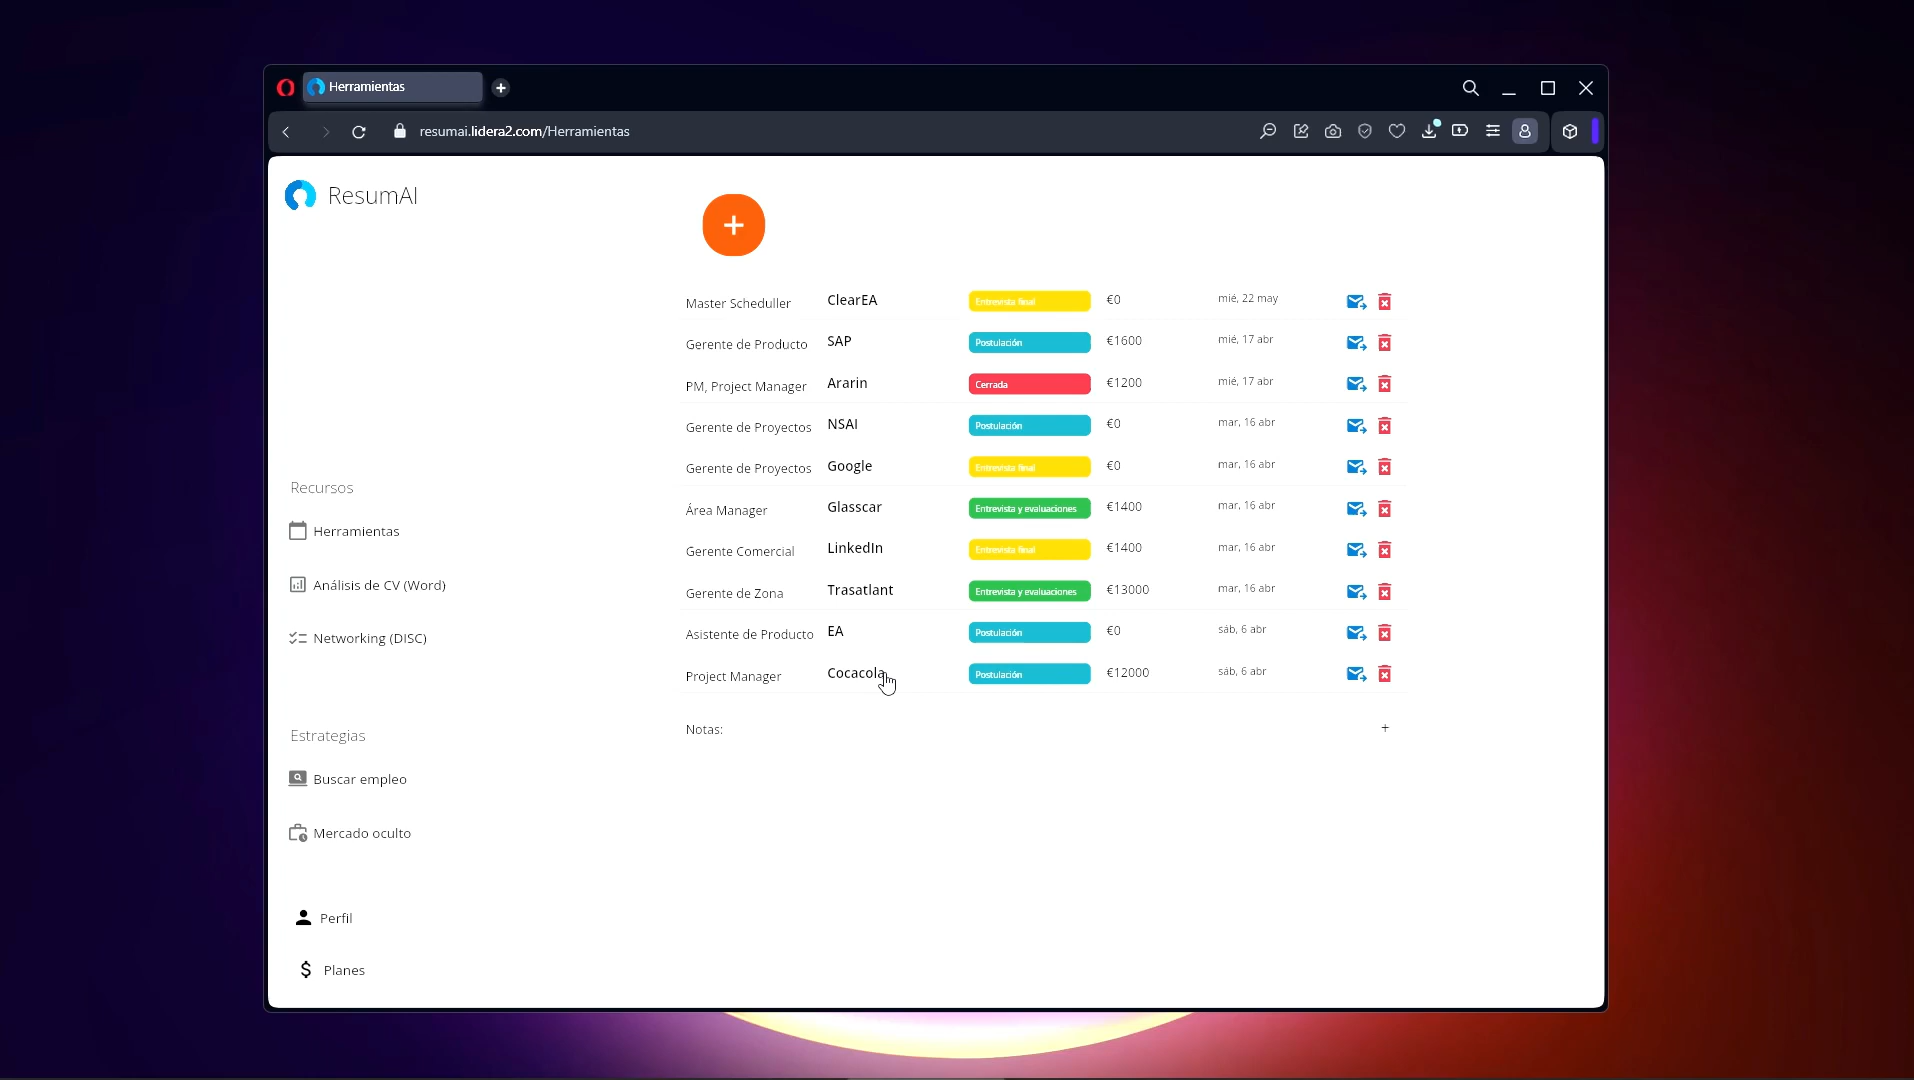 Herramientas
resumai.lidera2.com/Herramientas
ResumAI
Master Scheduller ClearEA Entrevista final €0 mié, 22 may
Gerente de Producto SAP Postulación €1600 mié, 17 abr
PM, Project Manager Ararin Cerrada €1200 mié, 17 abr
Gerente de Proyectos NSAI Postulación €0 mar, 16 abr
Gerente de Proyectos Google Entrevista final €0 mar, 16 abr
Área Manager Glasscar Entrevista y evaluaciones €1400 mar, 16 abr
Gerente Comercial LinkedIn Entrevista final €1400 mar, 16 abr
Gerente de Zona Trasatlant Entrevista y evaluaciones €13000 mar, 16 abr
Asistente de Producto EA Postulación €0 sáb, 6 abr
Project Manager Cocacola Postulación €12000 sáb, 6 abr
Notas: +
Recursos
Herramientas
Análisis de CV (Word)
Networking (DISC)
Estrategias
Buscar empleo
Mercado oculto
Perfil
Planes